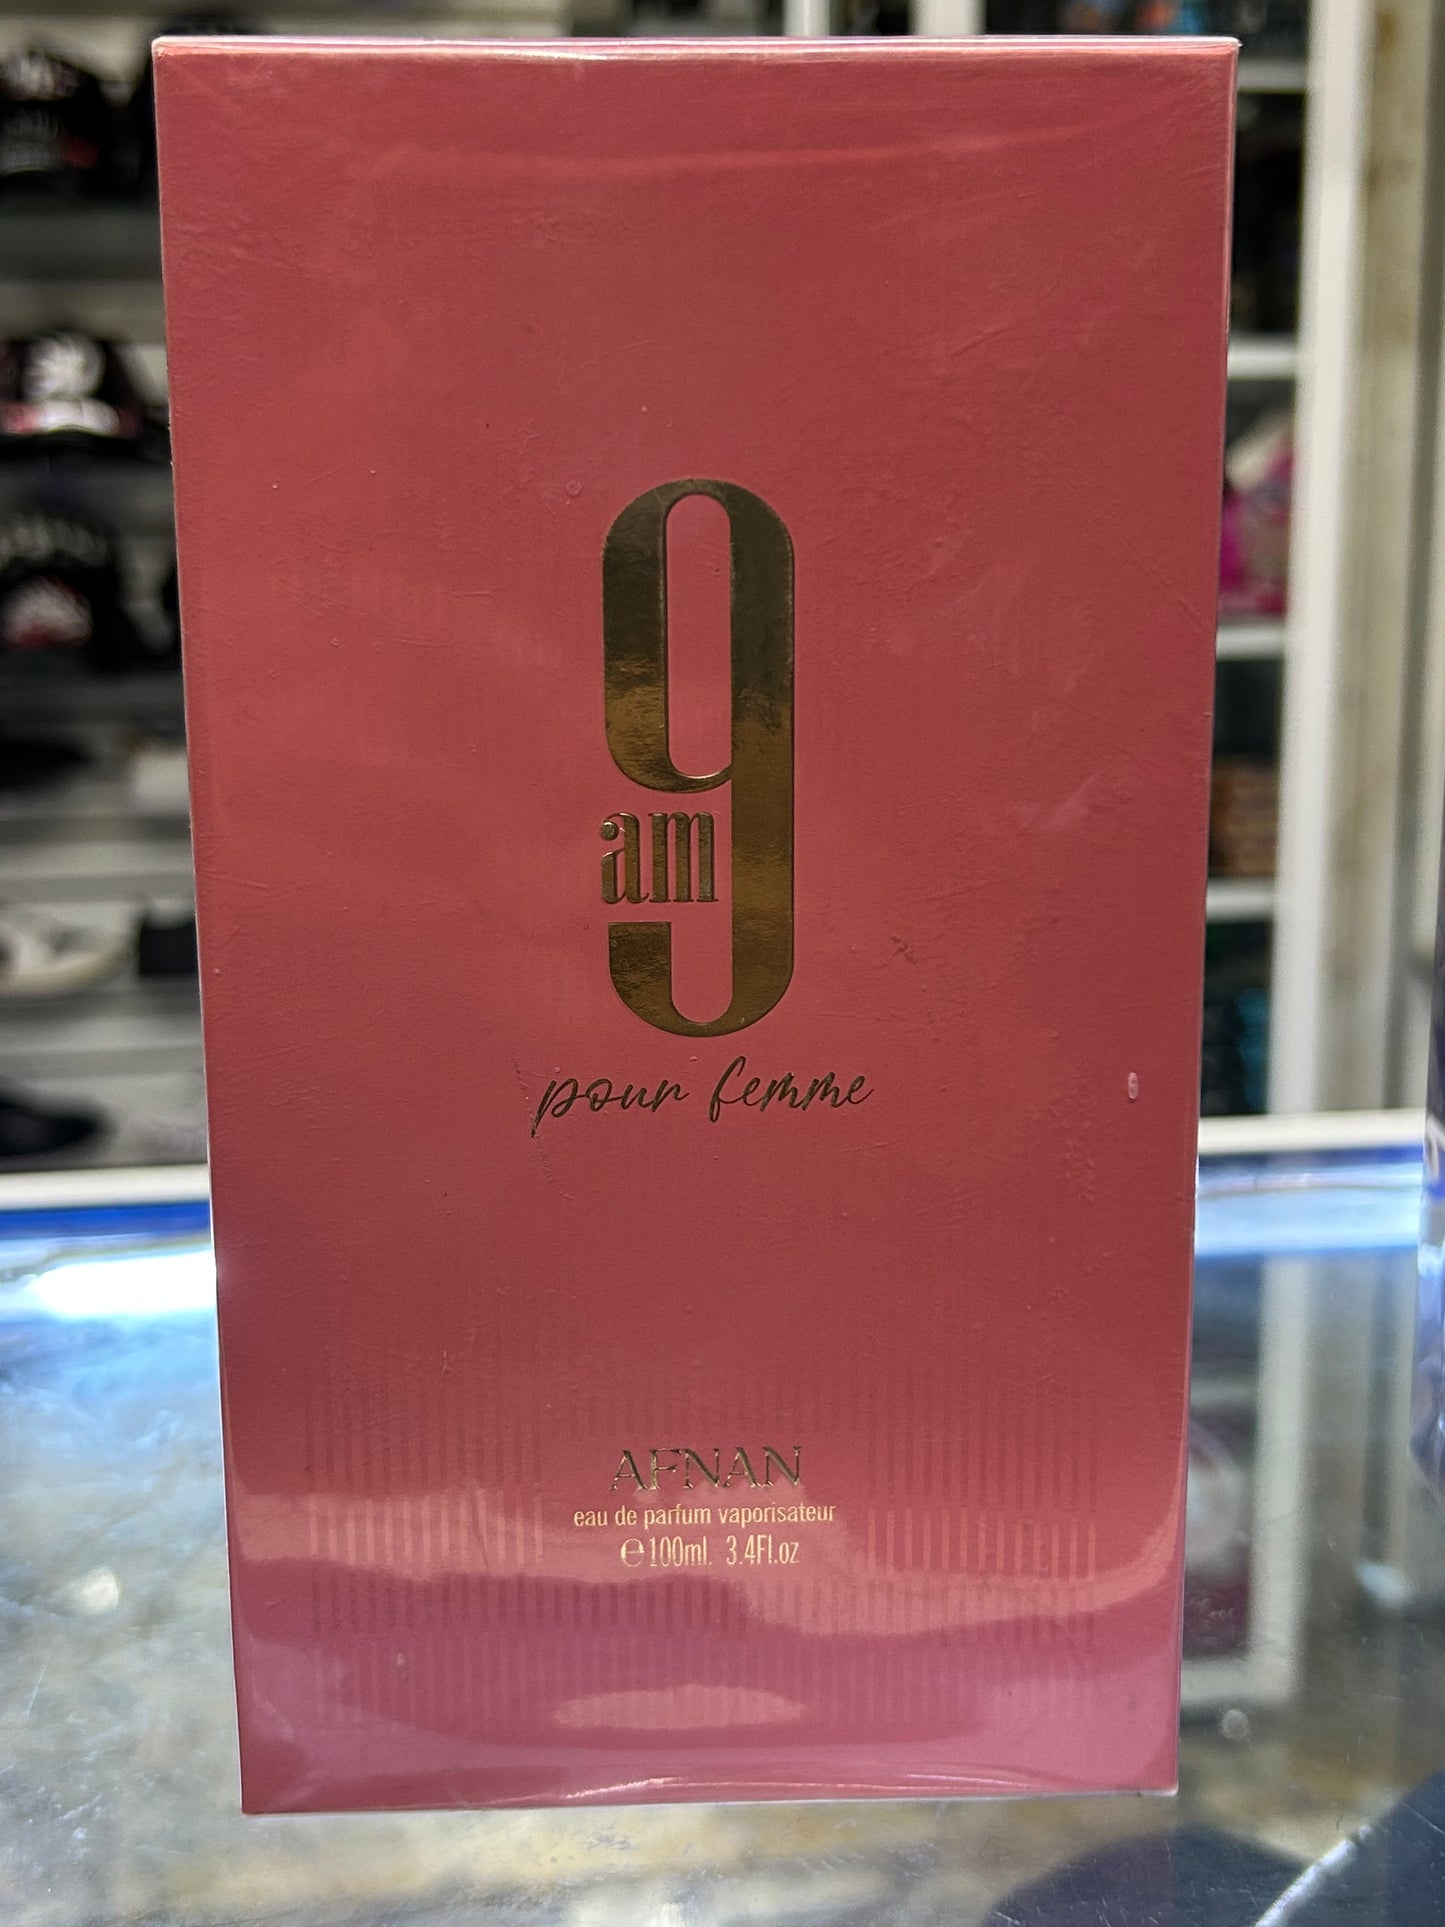 9
am
pour femme
AFNAN
eau de parfum vaporisateur
℮100ml. 3.4Fl.oz